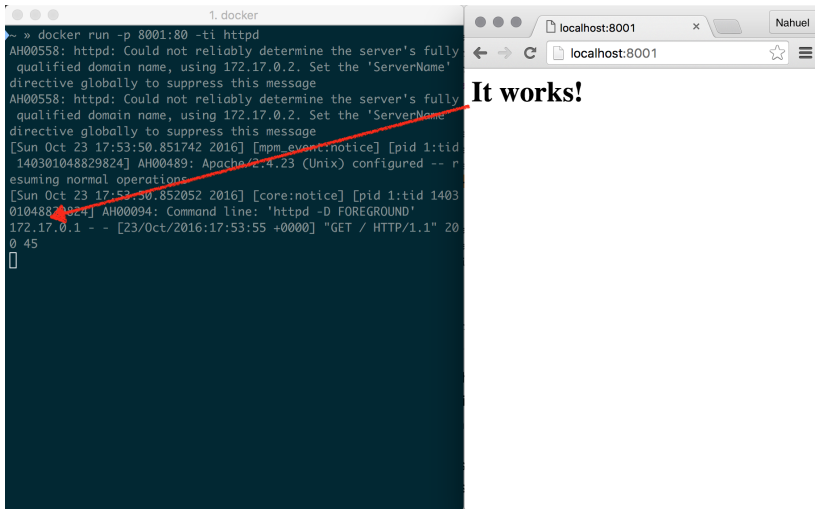 1. docker
~ » docker run -p 8001:80 -ti httpd
AH00558: httpd: Could not reliably determine the server's fully
qualified domain name, using 172.17.0.2. Set the 'ServerName'
directive globally to suppress this message
AH00558: httpd: Could not reliably determine the server's fully
qualified domain name, using 172.17.0.2. Set the 'ServerName'
directive globally to suppress this message
[Sun Oct 23 17:53:50.851742 2016] [mpm_event:notice] [pid 1:tid
140301048829824] AH00489: Apache/2.4.23 (Unix) configured -- r
esuming normal operations
[Sun Oct 23 17:53:50.852052 2016] [core:notice] [pid 1:tid 1403
01048829824] AH00094: Command line: 'httpd -D FOREGROUND'
172.17.0.1 - - [23/Oct/2016:17:53:55 +0000] "GET / HTTP/1.1" 20
0 45
localhost:8001
Nahuel
localhost:8001
It works!